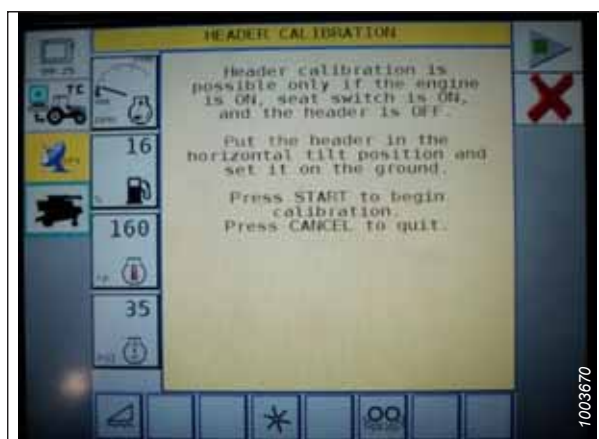 HEADER CALIBRATION
Header calibration is
possible only if the engine
is ON, seat switch is ON,
and the header is OFF.
Put the header in the
horizontal tilt position and
set it on the ground.
Press START to begin
calibration.
Press CANCEL to quit.
TC
16
160
°F
35
1003670